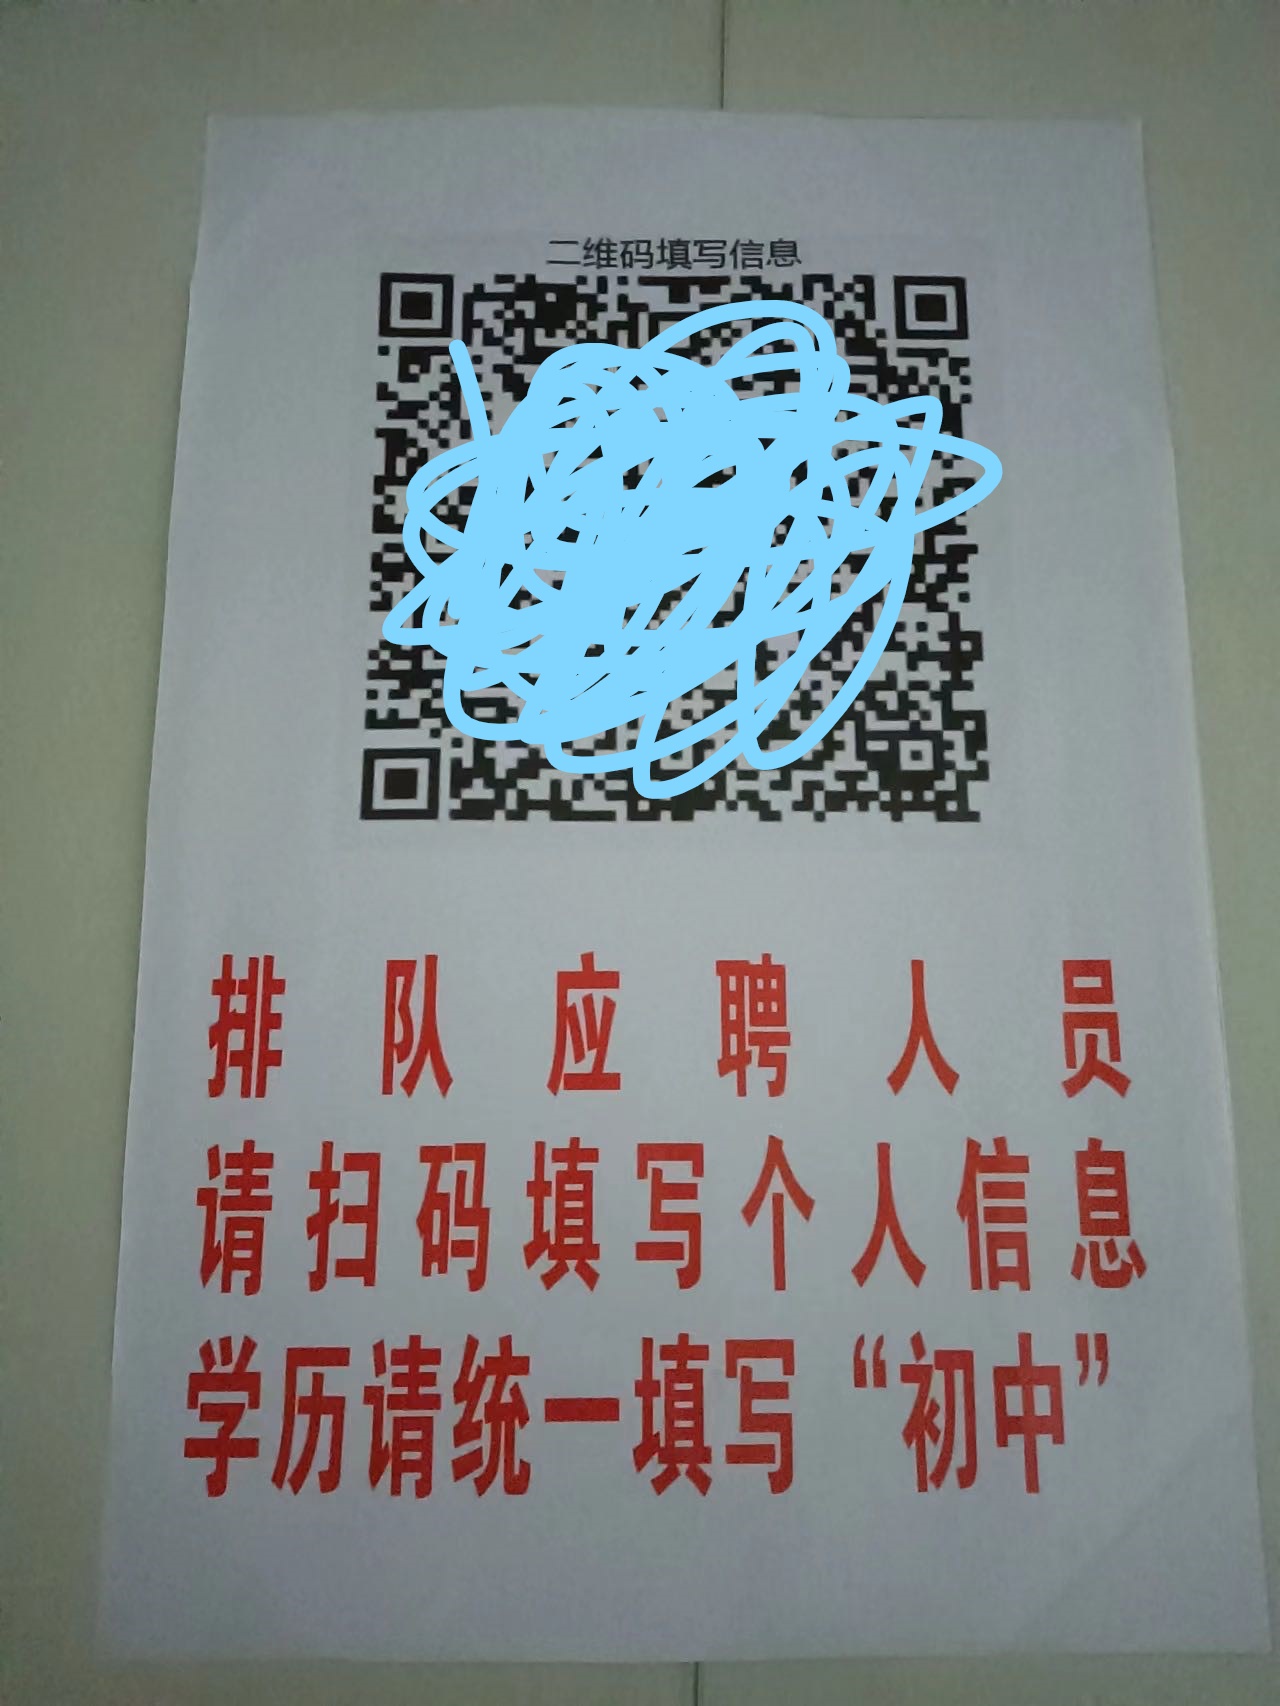 二维码填写信息
排队应聘人员
请扫码填写个人信息
学历请统一填写“初中”